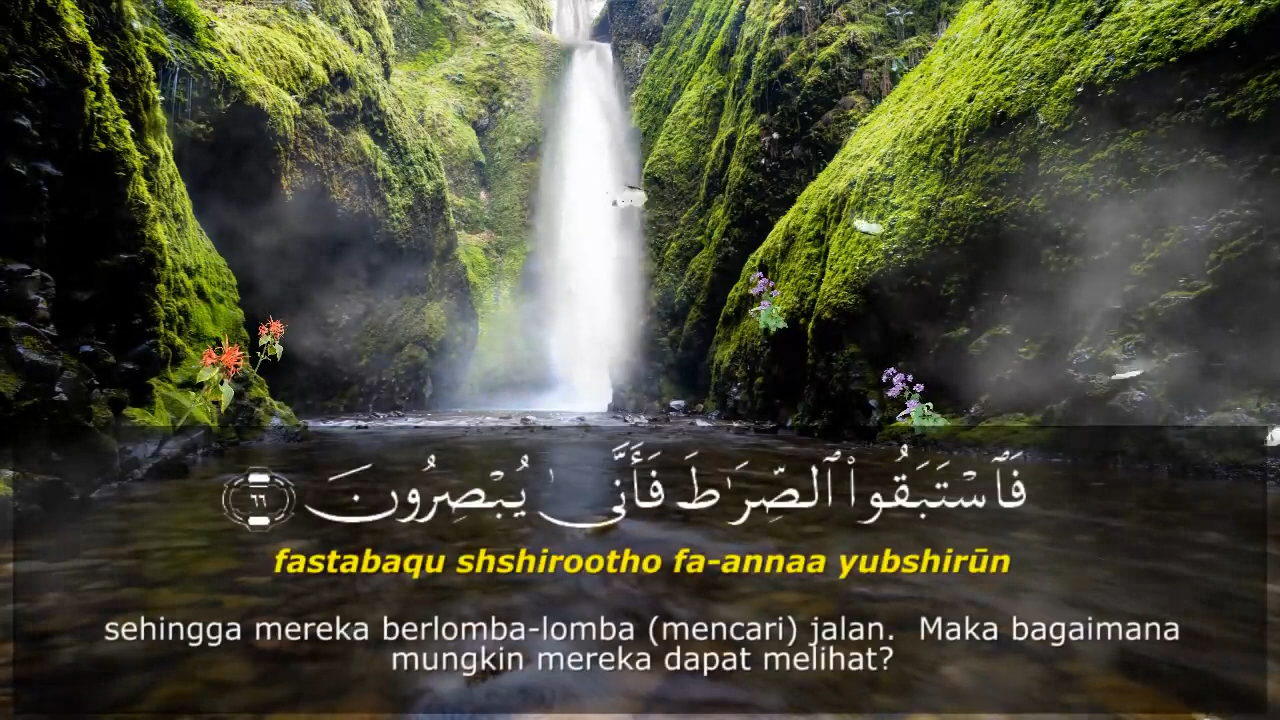 فَٱسْتَبَقُوا۟ ٱلصِّرَٰطَ فَأَنَّىٰ يُبْصِرُونَ ٦٦
fastabaqu shshirootho fa-annaa yubshirūn
sehingga mereka berlomba-lomba (mencari) jalan. Maka bagaimana
mungkin mereka dapat melihat?